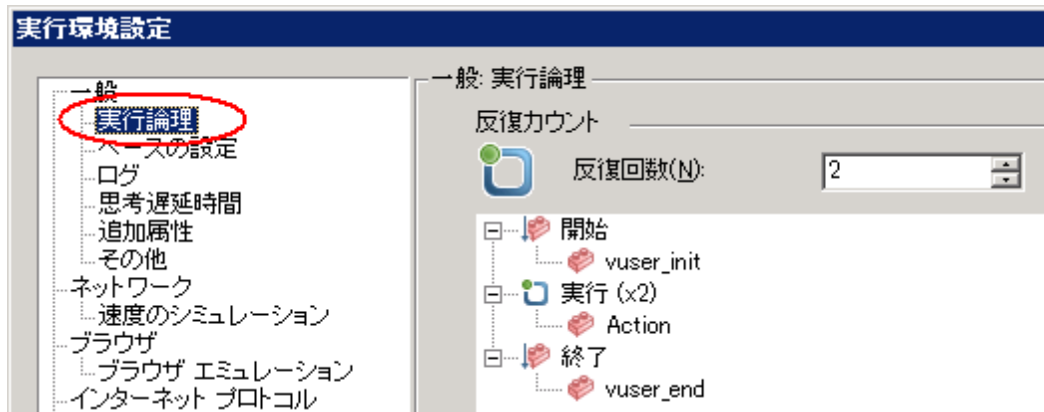 実行環境設定
一般
実行論理
ペースの設定
ログ
思考遅延時間
追加属性
その他
ネットワーク
速度のシミュレーション
ブラウザ
ブラウザ エミュレーション
インターネット プロトコル
一般: 実行論理
反復カウント
反復回数(N): 2
開始
vuser_init
実行 (x2)
Action
終了
vuser_end